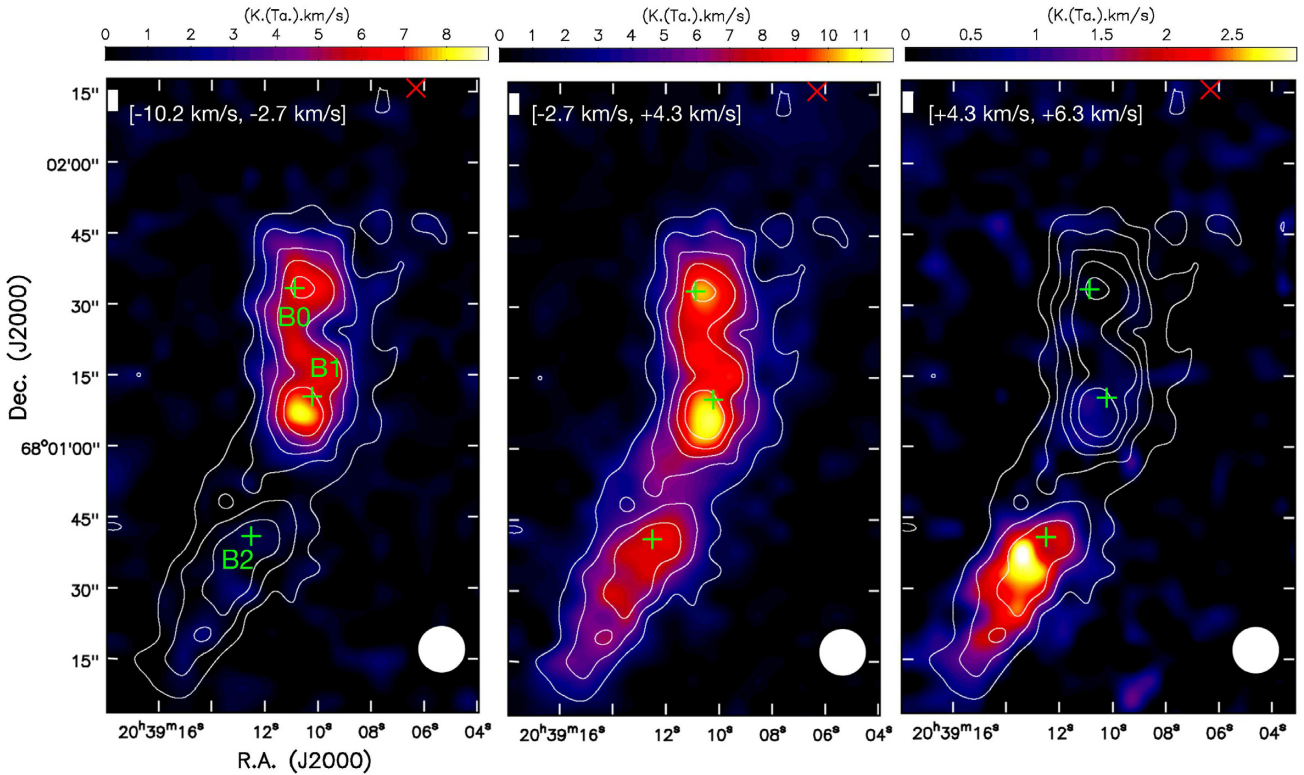 (K.(Ta.).km/s) (K.(Ta.).km/s) (K.(Ta.).km/s)
0 1 2 3 4 5 6 7 8 0 1 2 3 4 5 6 7 8 9 10 11 0 0.5 1 1.5 2 2.5
15" [-10.2 km/s, -2.7 km/s] [-2.7 km/s, +4.3 km/s] [+4.3 km/s, +6.3 km/s]
02'00"
45"
30"
B0
15"
B1
68°01'00"
45"
B2
30"
15"
Dec. (J2000)
20ʰ39ᵐ16ˢ 12ˢ 10ˢ 08ˢ 06ˢ 04ˢ 20ʰ39ᵐ16ˢ 12ˢ 10ˢ 08ˢ 06ˢ 04ˢ 20ʰ39ᵐ16ˢ 12ˢ 10ˢ 08ˢ 06ˢ 04ˢ
R.A. (J2000)